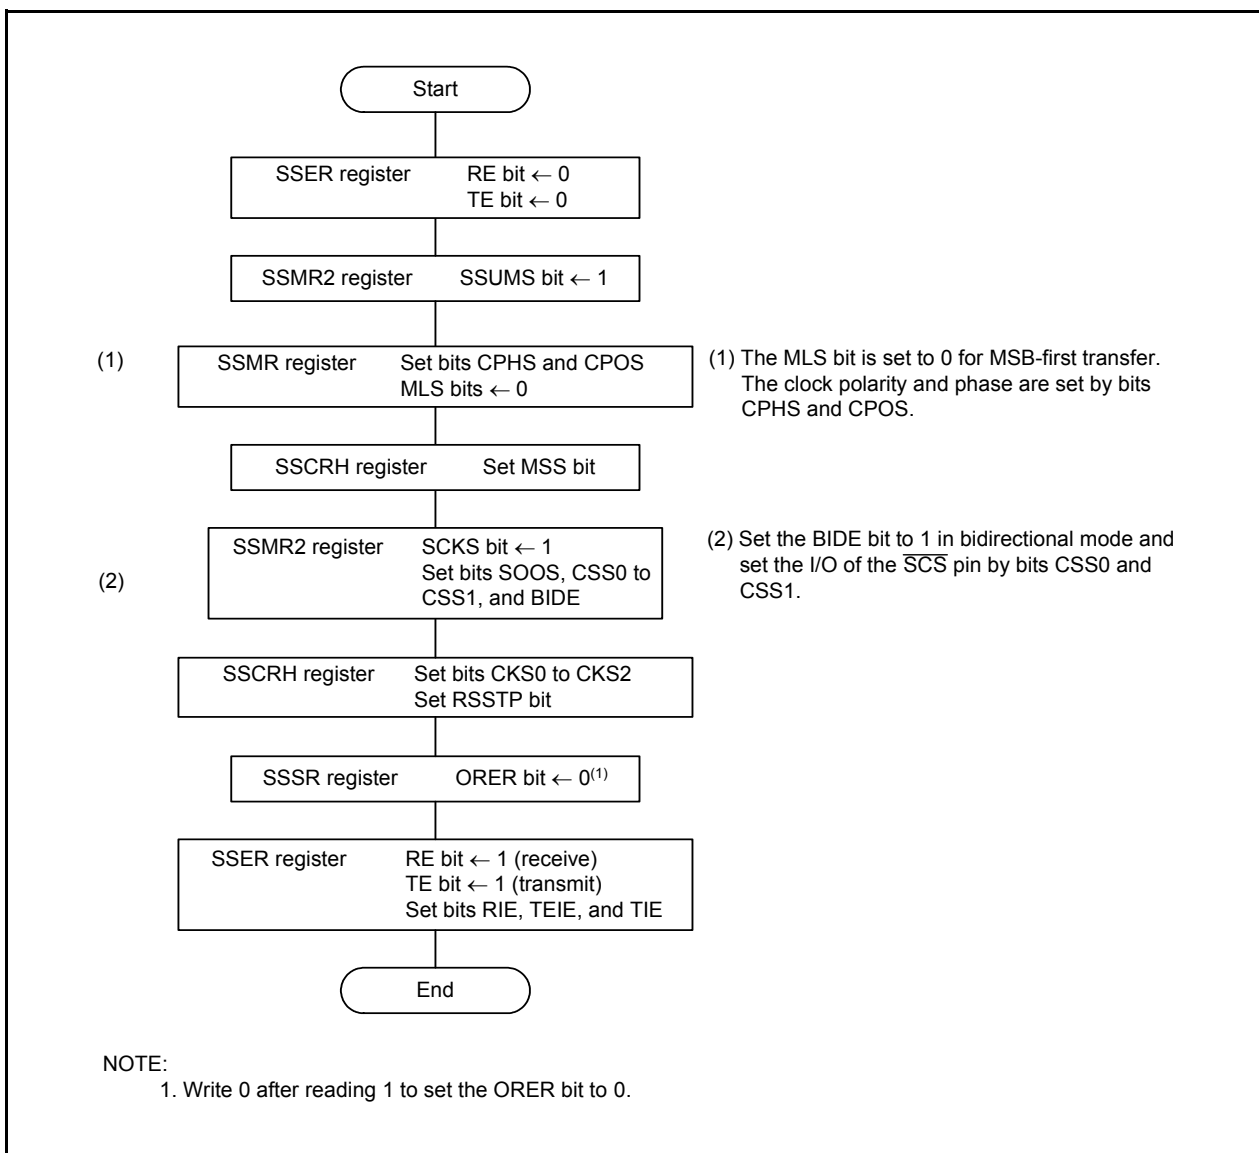 Start
SSER register RE bit ← 0
TE bit ← 0
SSMR2 register SSUMS bit ← 1
(1)
SSMR register Set bits CPHS and CPOS
MLS bits ← 0
(1) The MLS bit is set to 0 for MSB-first transfer.
The clock polarity and phase are set by bits
CPHS and CPOS.
SSCRH register Set MSS bit
(2)
SSMR2 register SCKS bit ← 1
Set bits SOOS, CSS0 to
CSS1, and BIDE
(2) Set the BIDE bit to 1 in bidirectional mode and
set the I/O of the S̅C̅S̅ pin by bits CSS0 and
CSS1.
SSCRH register Set bits CKS0 to CKS2
Set RSSTP bit
SSSR register ORER bit ← 0(1)
SSER register RE bit ← 1 (receive)
TE bit ← 1 (transmit)
Set bits RIE, TEIE, and TIE
End
NOTE:
1. Write 0 after reading 1 to set the ORER bit to 0.